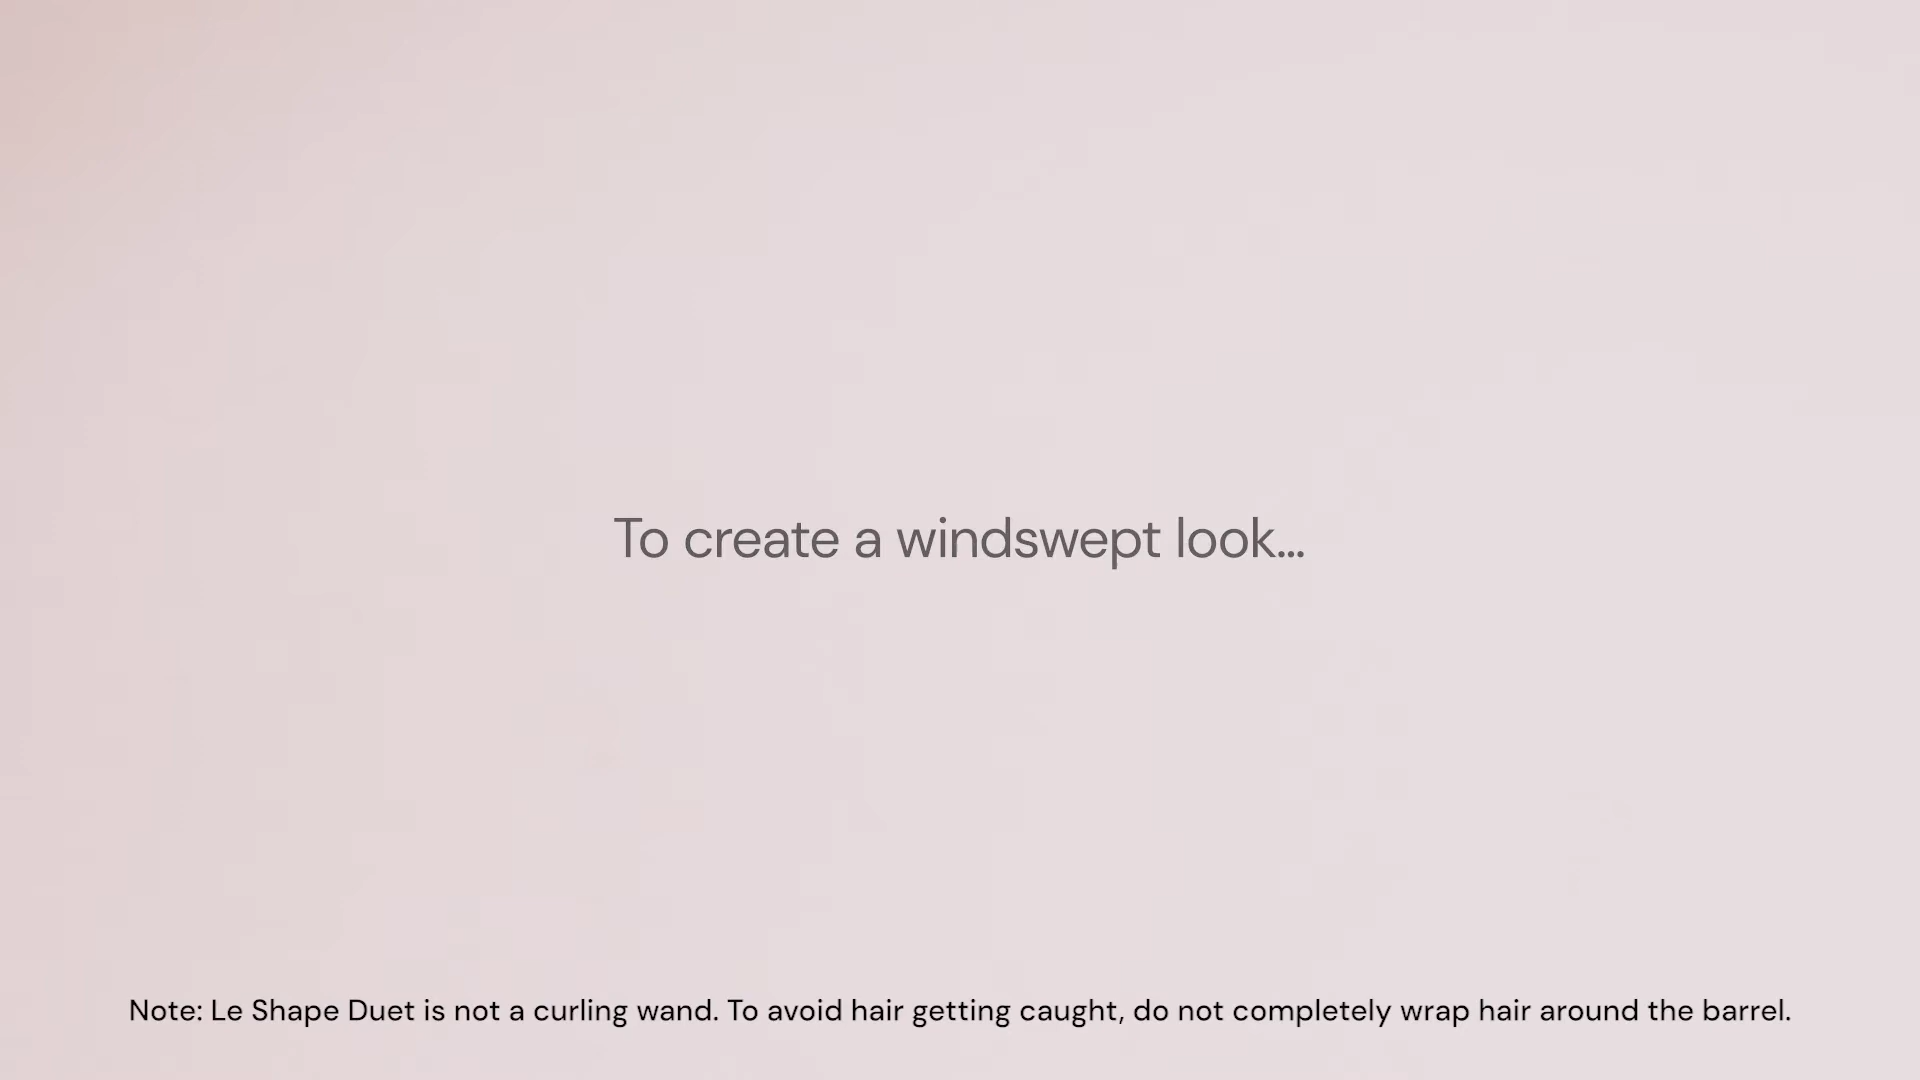 To create a windswept look...
Note: Le Shape Duet is not a curling wand. To avoid hair getting caught, do not completely wrap hair around the barrel.